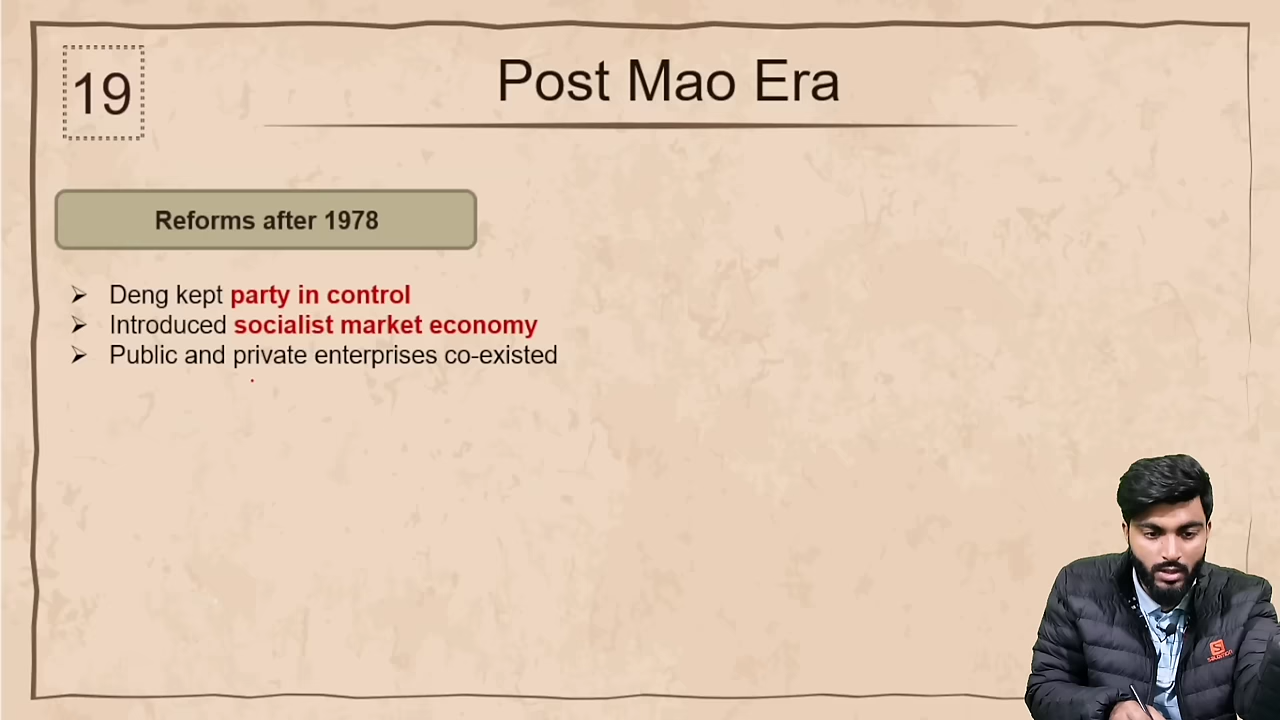 19
Post Mao Era
Reforms after 1978
➢ Deng kept party in control
➢ Introduced socialist market economy
➢ Public and private enterprises co-existed
S
salomon